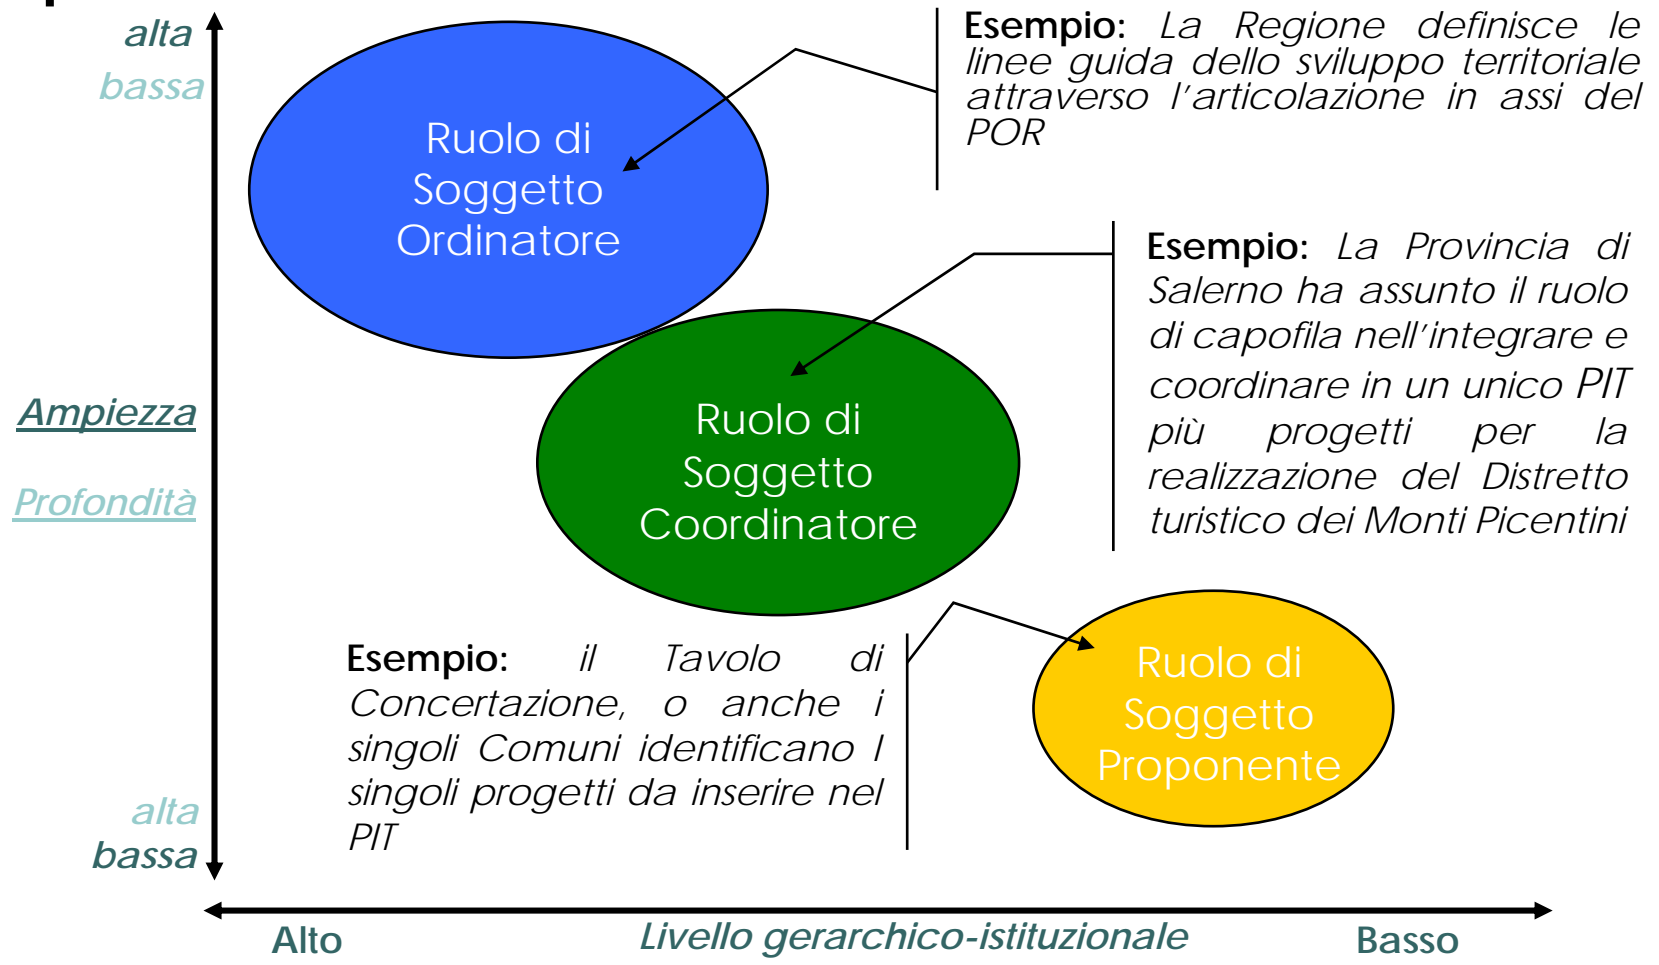 alta
bassa
Ruolo di
Soggetto
Ordinatore
Esempio: La Regione definisce le
linee guida dello sviluppo territoriale
attraverso l'articolazione in assi del
POR
Esempio: La Provincia di
Salerno ha assunto il ruolo
di capofila nell'integrare e
coordinare in un unico PIT
più progetti per la
realizzazione del Distretto
turistico dei Monti Picentini
Ampiezza
Profondità
Ruolo di
Soggetto
Coordinatore
Esempio: il Tavolo di
Concertazione, o anche i
singoli Comuni identificano I
singoli progetti da inserire nel
PIT
Ruolo di
Soggetto
Proponente
alta
bassa
Alto
Livello gerarchico-istituzionale
Basso